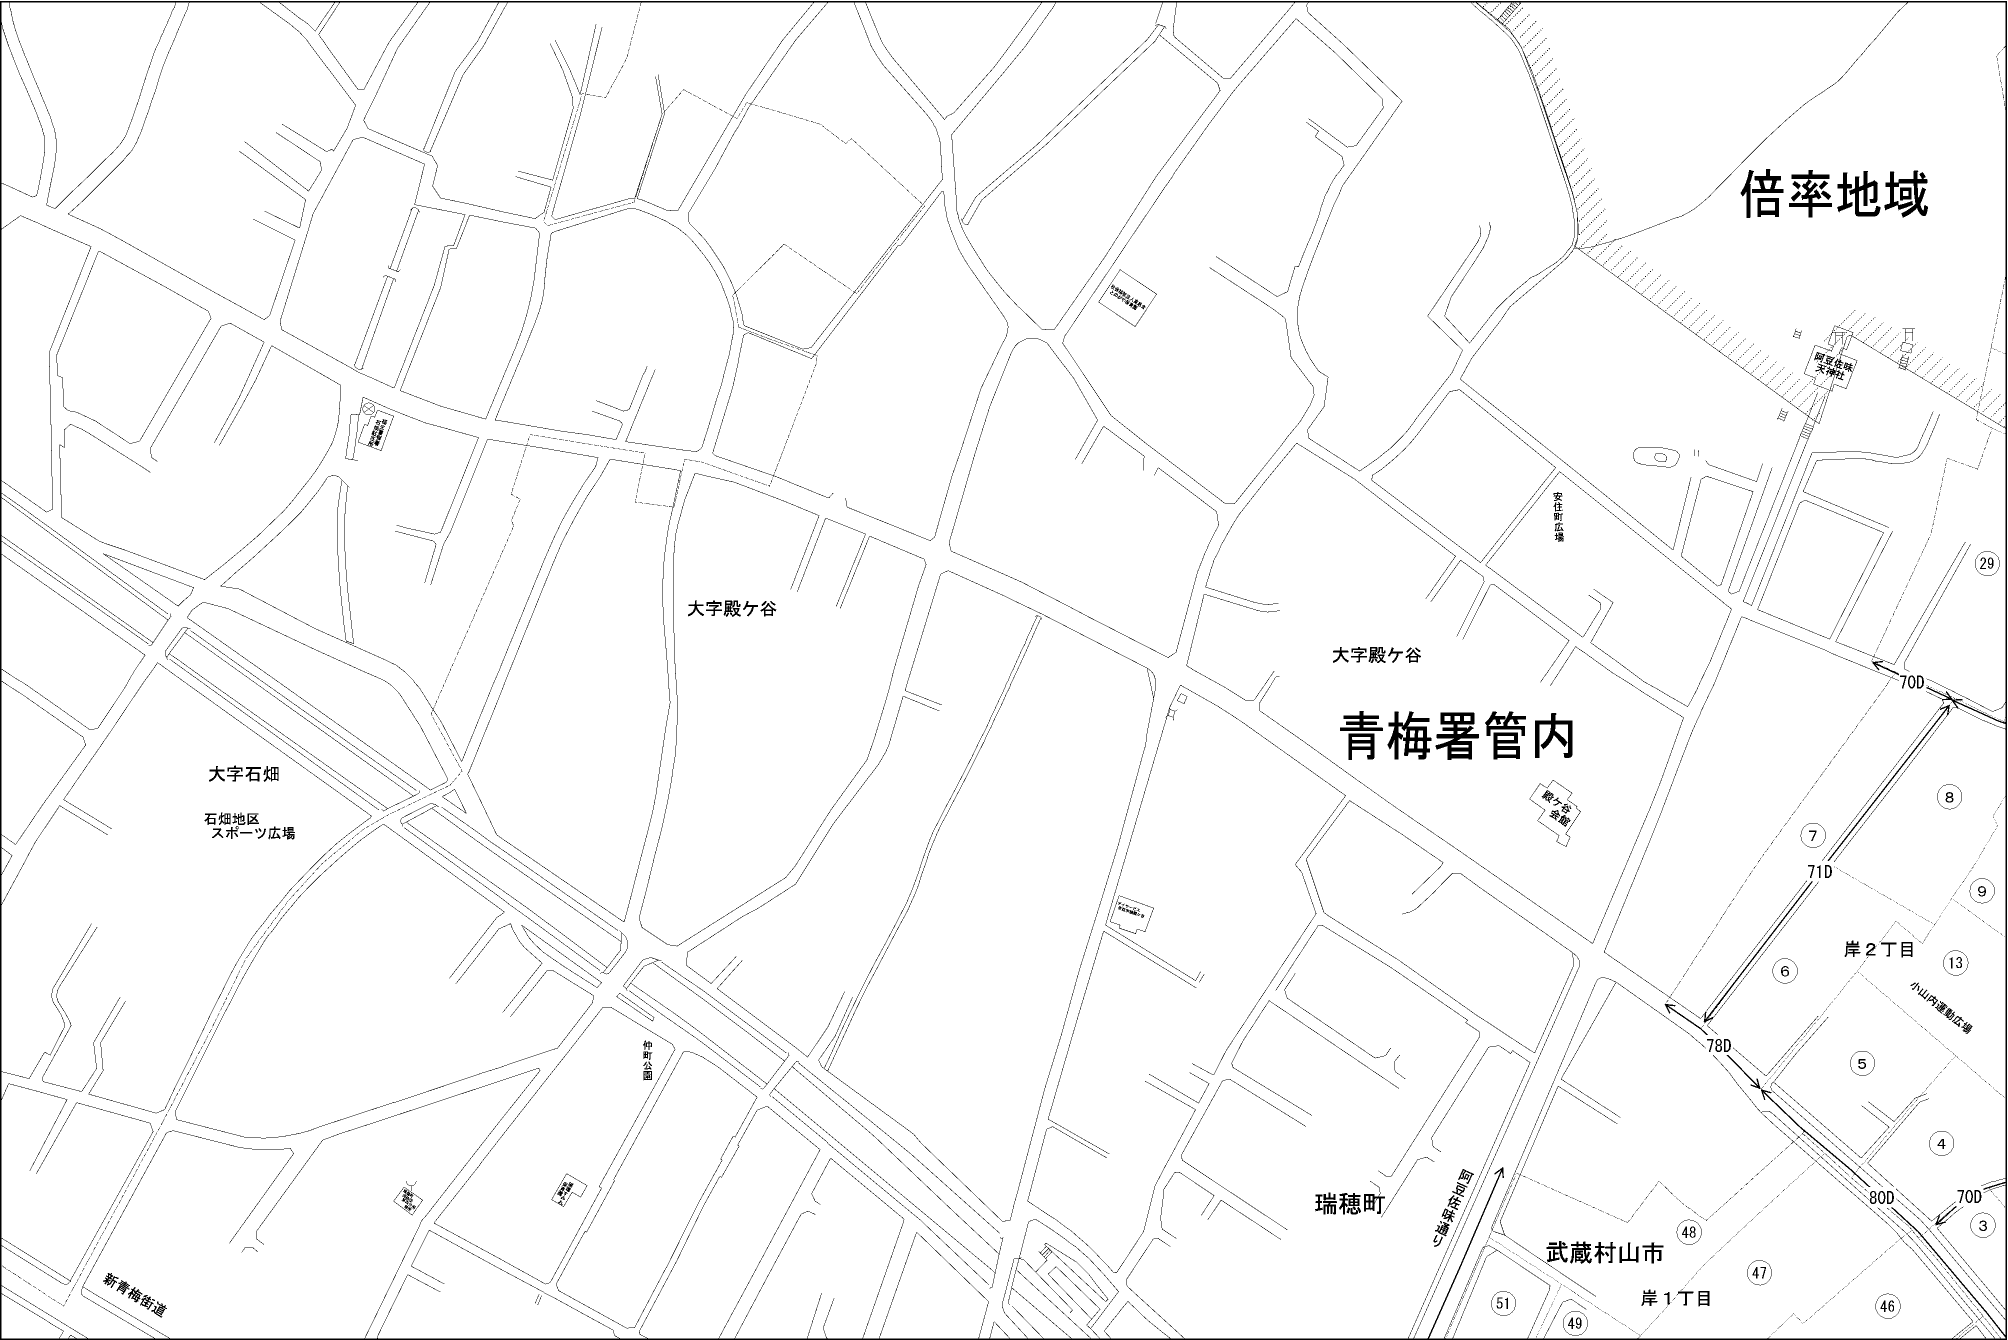 倍率地域
阿豆佐味
天神社
安住町広場
29
大字殿ケ谷
大字殿ケ谷
70D
青梅署管内
大字石畑
石畑地区
スポーツ広場
殿ケ谷
会館
8
7
71D
9
岸２丁目
6
13
小山内運動広場
78D
仲町公園
5
4
阿豆佐味通り
瑞穂町
80D
70D
3
48
武蔵村山市
47
岸１丁目
新青梅街道
51
49
46